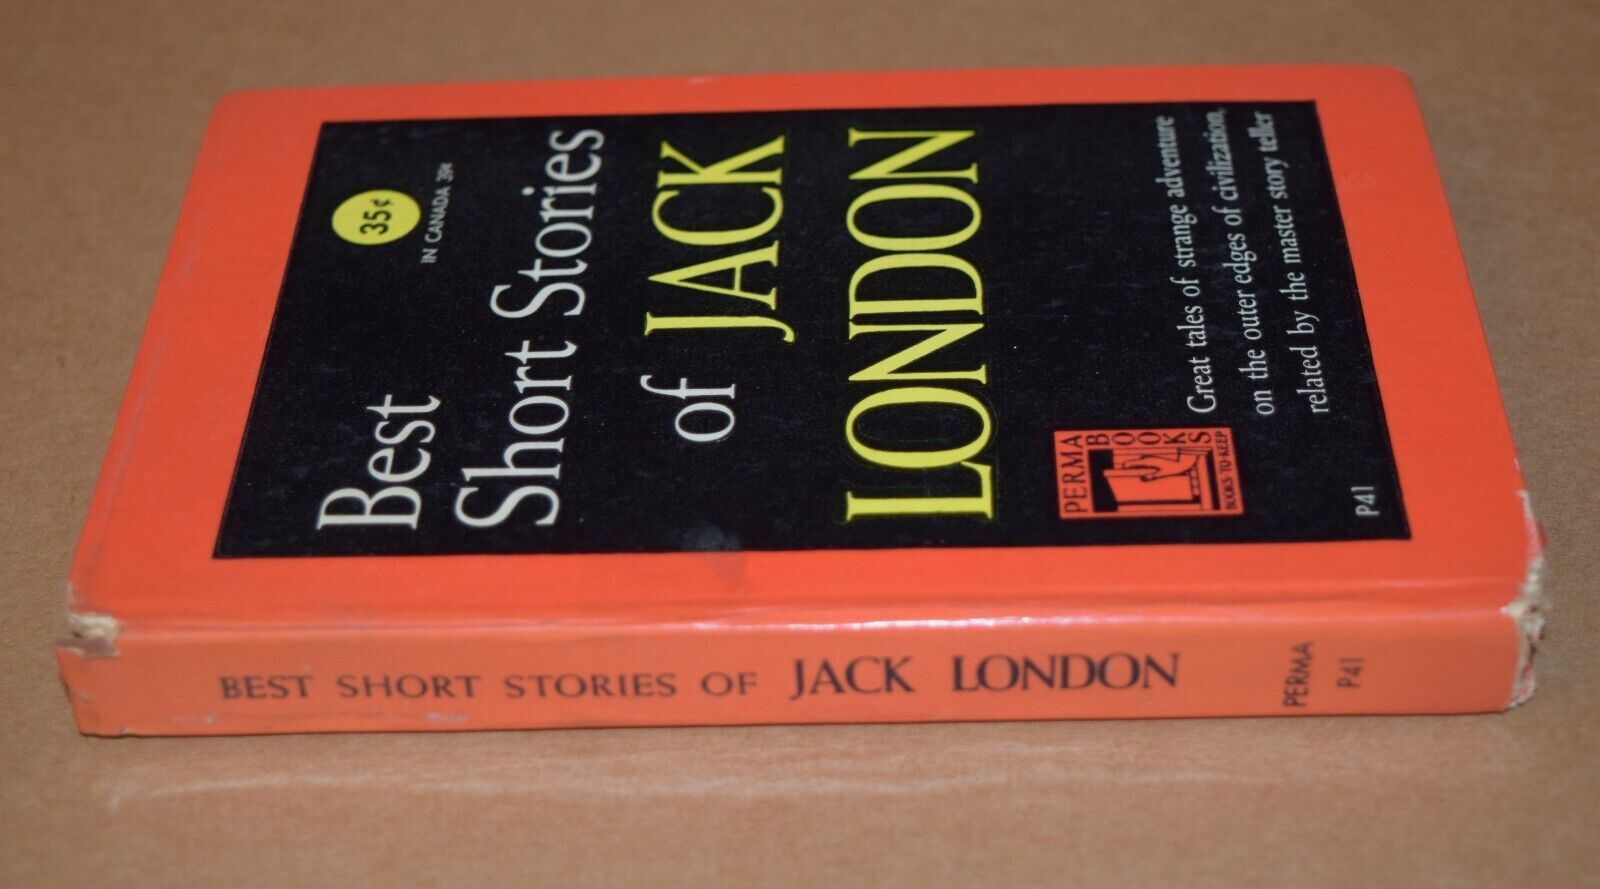 35¢
IN CANADA 39¢
Best
Short Stories
of JACK
LONDON
PERMA
BOOKS
BOOKS-TO-KEEP
Great tales of strange adventure
on the outer edges of civilization,
related by the master story teller
P41
BEST SHORT STORIES OF JACK LONDON
PERMA
P41